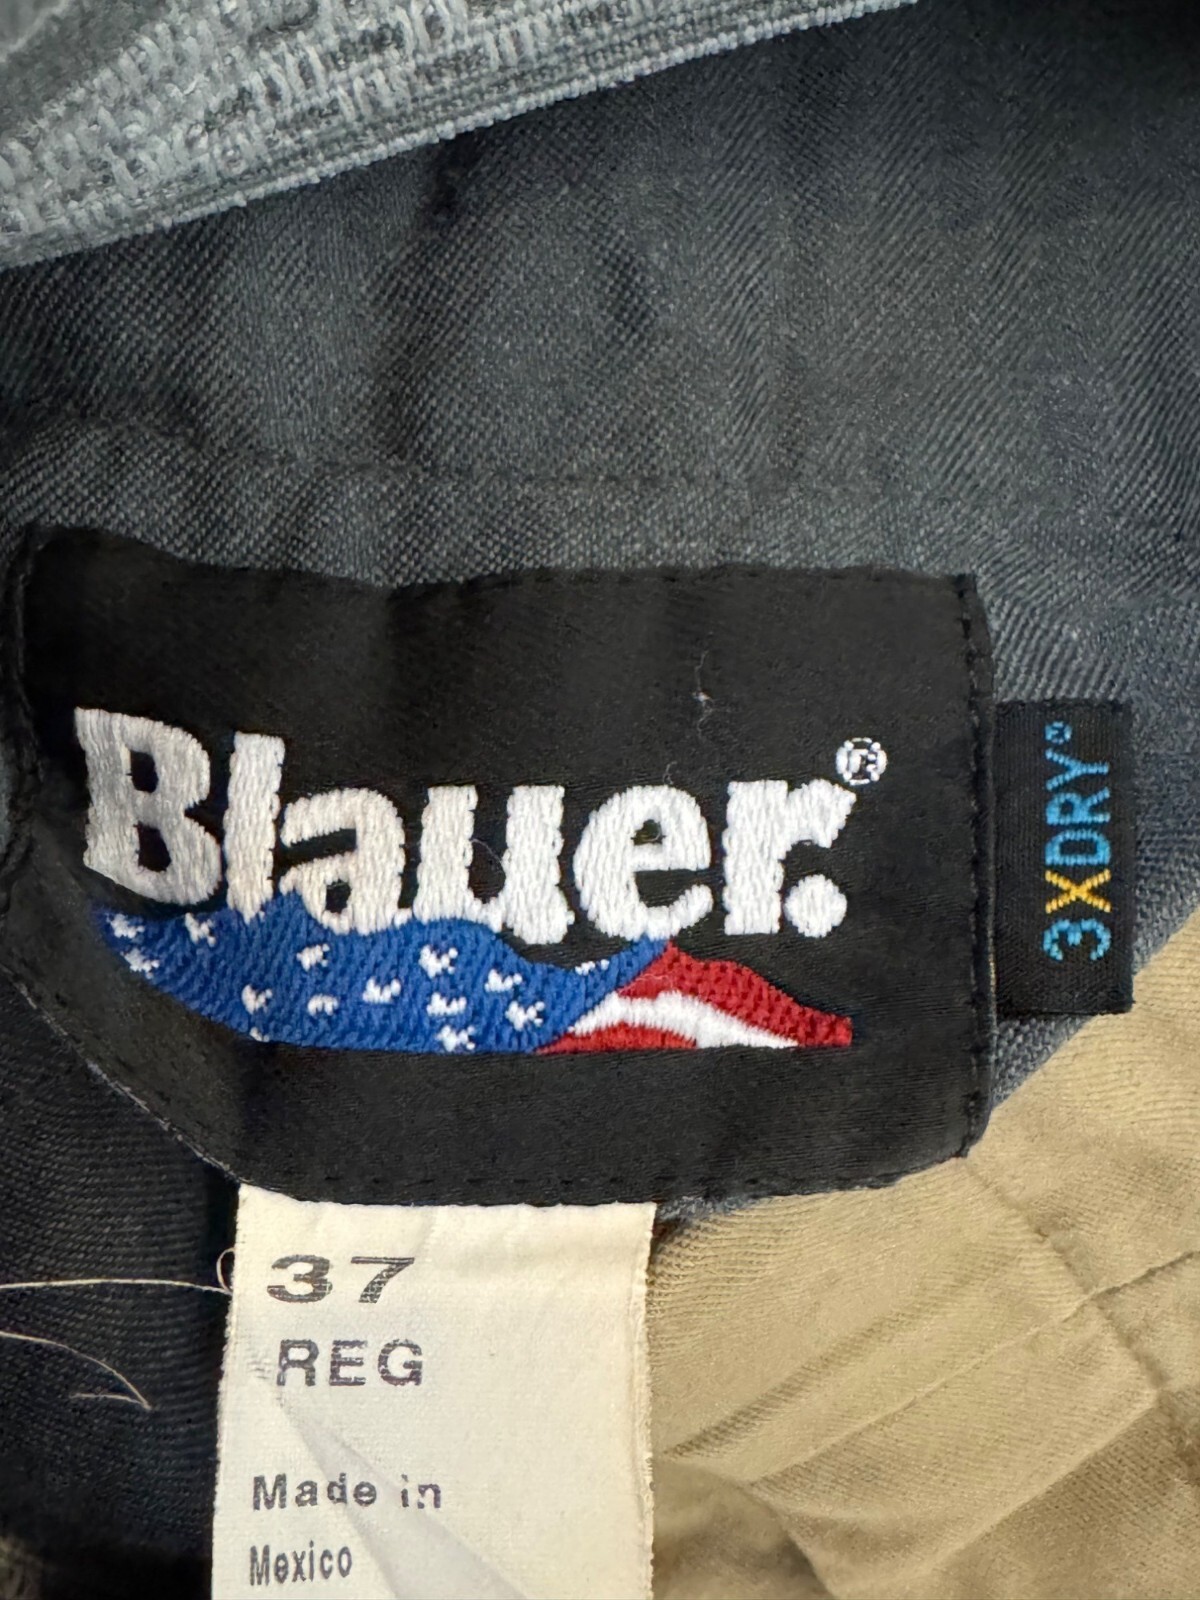 Blauer.®
3XDRY®
37
REG
Made in
Mexico